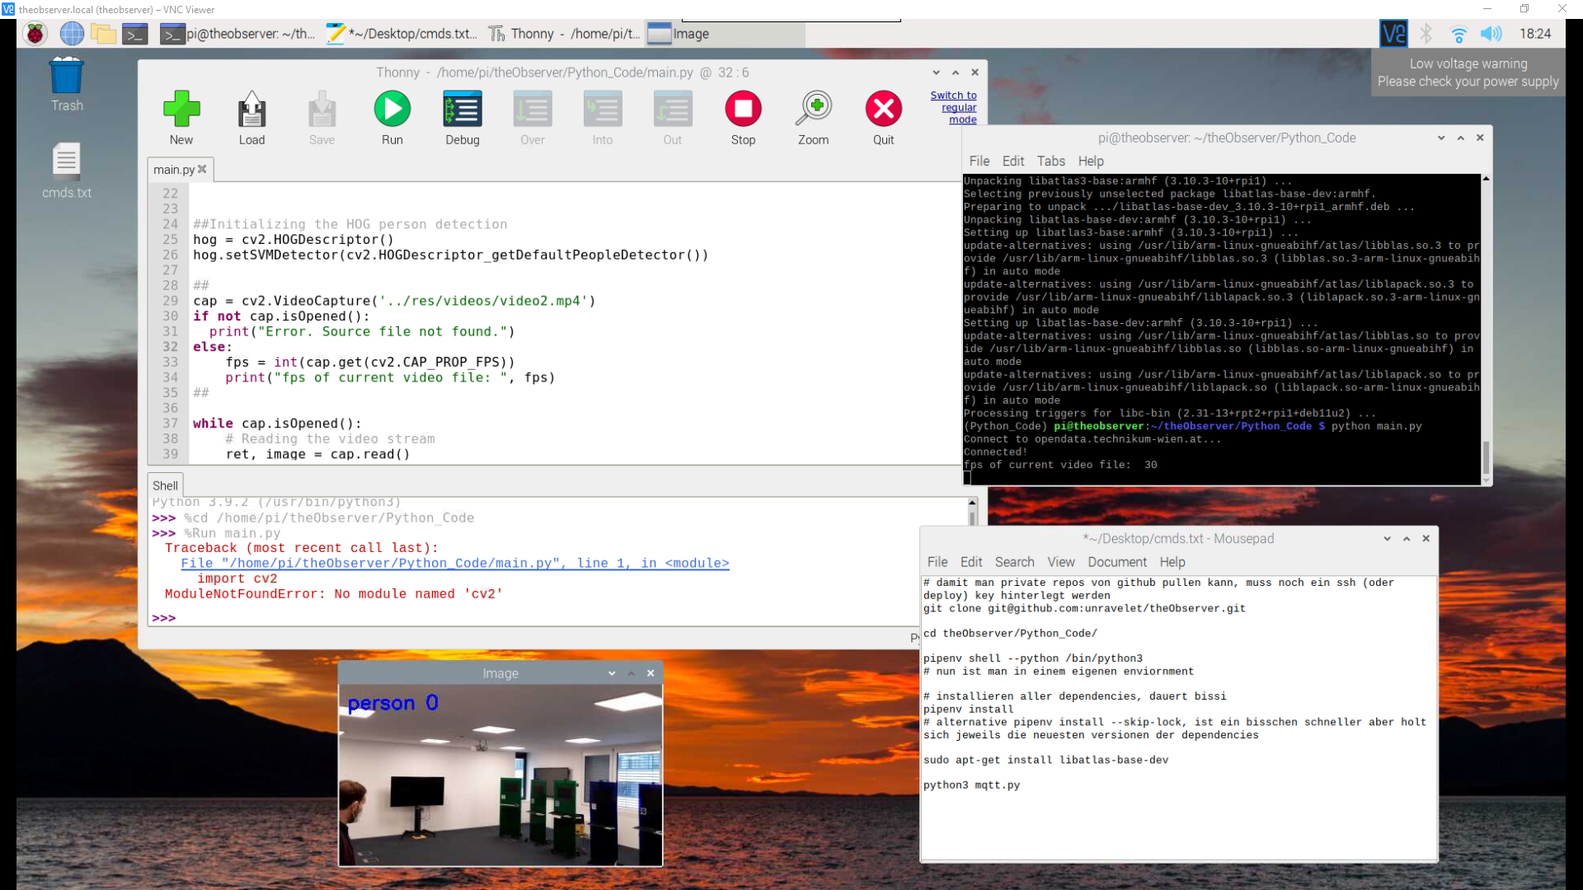 theobserver.local (theobserver) – VNC Viewer
pi@theobserver: ~/th...
*~/Desktop/cmds.txt...
Thonny - /home/pi/t...
Image
18:24
Low voltage warning
Please check your power supply
Trash
cmds.txt
Thonny - /home/pi/theObserver/Python_Code/main.py @ 32 : 6
New
Load
Save
Run
Debug
Over
Into
Out
Stop
Zoom
Quit
Switch to
regular
mode
main.py
22
23
24 ##Initializing the HOG person detection
25 hog = cv2.HOGDescriptor()
26 hog.setSVMDetector(cv2.HOGDescriptor_getDefaultPeopleDetector())
27
28 ##
29 cap = cv2.VideoCapture('../res/videos/video2.mp4')
30 if not cap.isOpened():
31 print("Error. Source file not found.")
32 else:
33 fps = int(cap.get(cv2.CAP_PROP_FPS))
34 print("fps of current video file: ", fps)
35 ##
36
37 while cap.isOpened():
38 # Reading the video stream
39 ret, image = cap.read()
Shell
Python 3.9.2 (/usr/bin/python3)
>>> %cd /home/pi/theObserver/Python_Code
>>> %Run main.py
Traceback (most recent call last):
File "/home/pi/theObserver/Python_Code/main.py", line 1, in <module>
import cv2
ModuleNotFoundError: No module named 'cv2'
>>>
Py
pi@theobserver: ~/theObserver/Python_Code
File Edit Tabs Help
Unpacking libatlas3-base:armhf (3.10.3-10+rpi1) ...
Selecting previously unselected package libatlas-base-dev:armhf.
Preparing to unpack .../libatlas-base-dev_3.10.3-10+rpi1_armhf.deb ...
Unpacking libatlas-base-dev:armhf (3.10.3-10+rpi1) ...
Setting up libatlas3-base:armhf (3.10.3-10+rpi1) ...
update-alternatives: using /usr/lib/arm-linux-gnueabihf/atlas/libblas.so.3 to pr
ovide /usr/lib/arm-linux-gnueabihf/libblas.so.3 (libblas.so.3-arm-linux-gnueabih
f) in auto mode
update-alternatives: using /usr/lib/arm-linux-gnueabihf/atlas/liblapack.so.3 to
provide /usr/lib/arm-linux-gnueabihf/liblapack.so.3 (liblapack.so.3-arm-linux-gn
ueabihf) in auto mode
Setting up libatlas-base-dev:armhf (3.10.3-10+rpi1) ...
update-alternatives: using /usr/lib/arm-linux-gnueabihf/atlas/libblas.so to prov
ide /usr/lib/arm-linux-gnueabihf/libblas.so (libblas.so-arm-linux-gnueabihf) in
auto mode
update-alternatives: using /usr/lib/arm-linux-gnueabihf/atlas/liblapack.so to pr
ovide /usr/lib/arm-linux-gnueabihf/liblapack.so (liblapack.so-arm-linux-gnueabih
f) in auto mode
Processing triggers for libc-bin (2.31-13+rpt2+rpi1+deb11u2) ...
(Python_Code) pi@theobserver:~/theObserver/Python_Code $ python main.py
Connect to opendata.technikum-wien.at...
Connected!
fps of current video file:  30
*~/Desktop/cmds.txt - Mousepad
File Edit Search View Document Help
# damit man private repos von github pullen kann, muss noch ein ssh (oder
deploy) key hinterlegt werden
git clone git@github.com:unravelet/theObserver.git
cd theObserver/Python_Code/
pipenv shell --python /bin/python3
# nun ist man in einem eigenen enviornment
# installieren aller dependencies, dauert bissi
pipenv install
# alternative pipenv install --skip-lock, ist ein bisschen schneller aber holt
sich jeweils die neuesten versionen der dependencies
sudo apt-get install libatlas-base-dev
python3 mqtt.py
Image
person 0